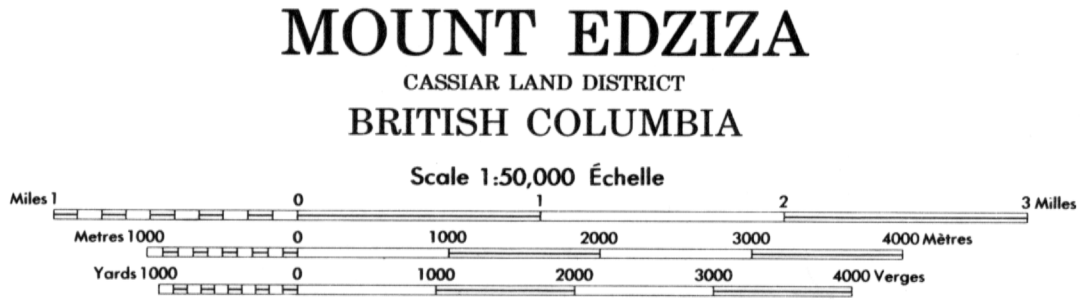 MOUNT EDZIZA
CASSIAR LAND DISTRICT
BRITISH COLUMBIA
Scale 1:50,000 Échelle
Miles 1 0 1 2 3 Milles
Metres 1000 0 1000 2000 3000 4000 Mètres
Yards 1000 0 1000 2000 3000 4000 Verges